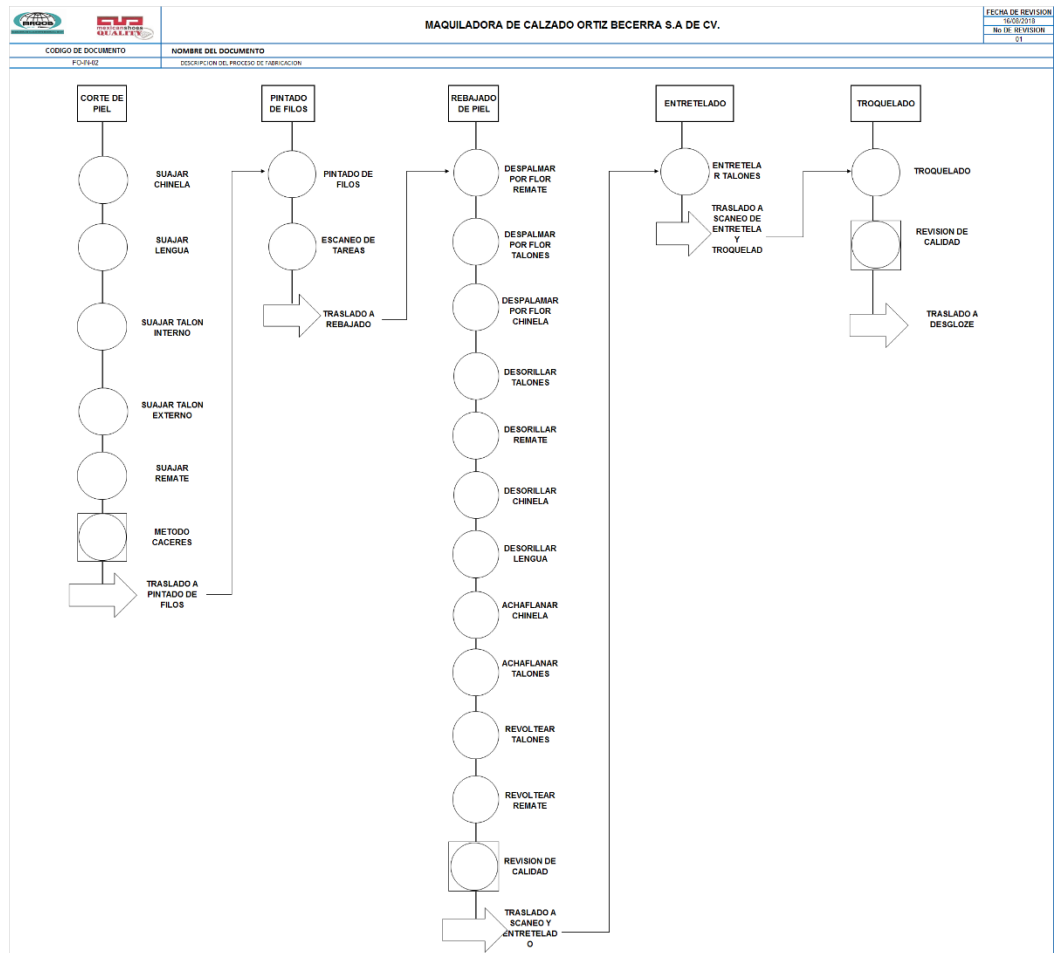 ARGOS
mexicanshoes
QUALITY
MAQUILADORA DE CALZADO ORTIZ BECERRA S.A DE CV.
FECHA DE REVISION
16/08/2018
No DE REVISION
01
CODIGO DE DOCUMENTO
NOMBRE DEL DOCUMENTO
FO-IN-02
DESCRIPCION DEL PROCESO DE FABRICACION
CORTE DE
PIEL
SUAJAR
CHINELA
SUAJAR
LENGUA
SUAJAR TALON
INTERNO
SUAJAR TALON
EXTERNO
SUAJAR
REMATE
METODO
CACERES
TRASLADO A
PINTADO DE
FILOS
PINTADO
DE FILOS
PINTADO DE
FILOS
ESCANEO DE
TAREAS
TRASLADO A
REBAJADO
REBAJADO
DE PIEL
DESPALMAR
POR FLOR
REMATE
DESPALMAR
POR FLOR
TALONES
DESPALAMAR
POR FLOR
CHINELA
DESORILLAR
TALONES
DESORILLAR
REMATE
DESORILLAR
CHINELA
DESORILLAR
LENGUA
ACHAFLANAR
CHINELA
ACHAFLANAR
TALONES
REVOLTEAR
TALONES
REVOLTEAR
REMATE
REVISION DE
CALIDAD
TRASLADO A
SCANEO Y
ENTRETELAD
O
ENTRETELADO
ENTRETELA
R TALONES
TRASLADO A
SCANEO DE
ENTRETELA
Y
TROQUELAD
TROQUELADO
TROQUELADO
REVISION DE
CALIDAD
TRASLADO A
DESGLOZE